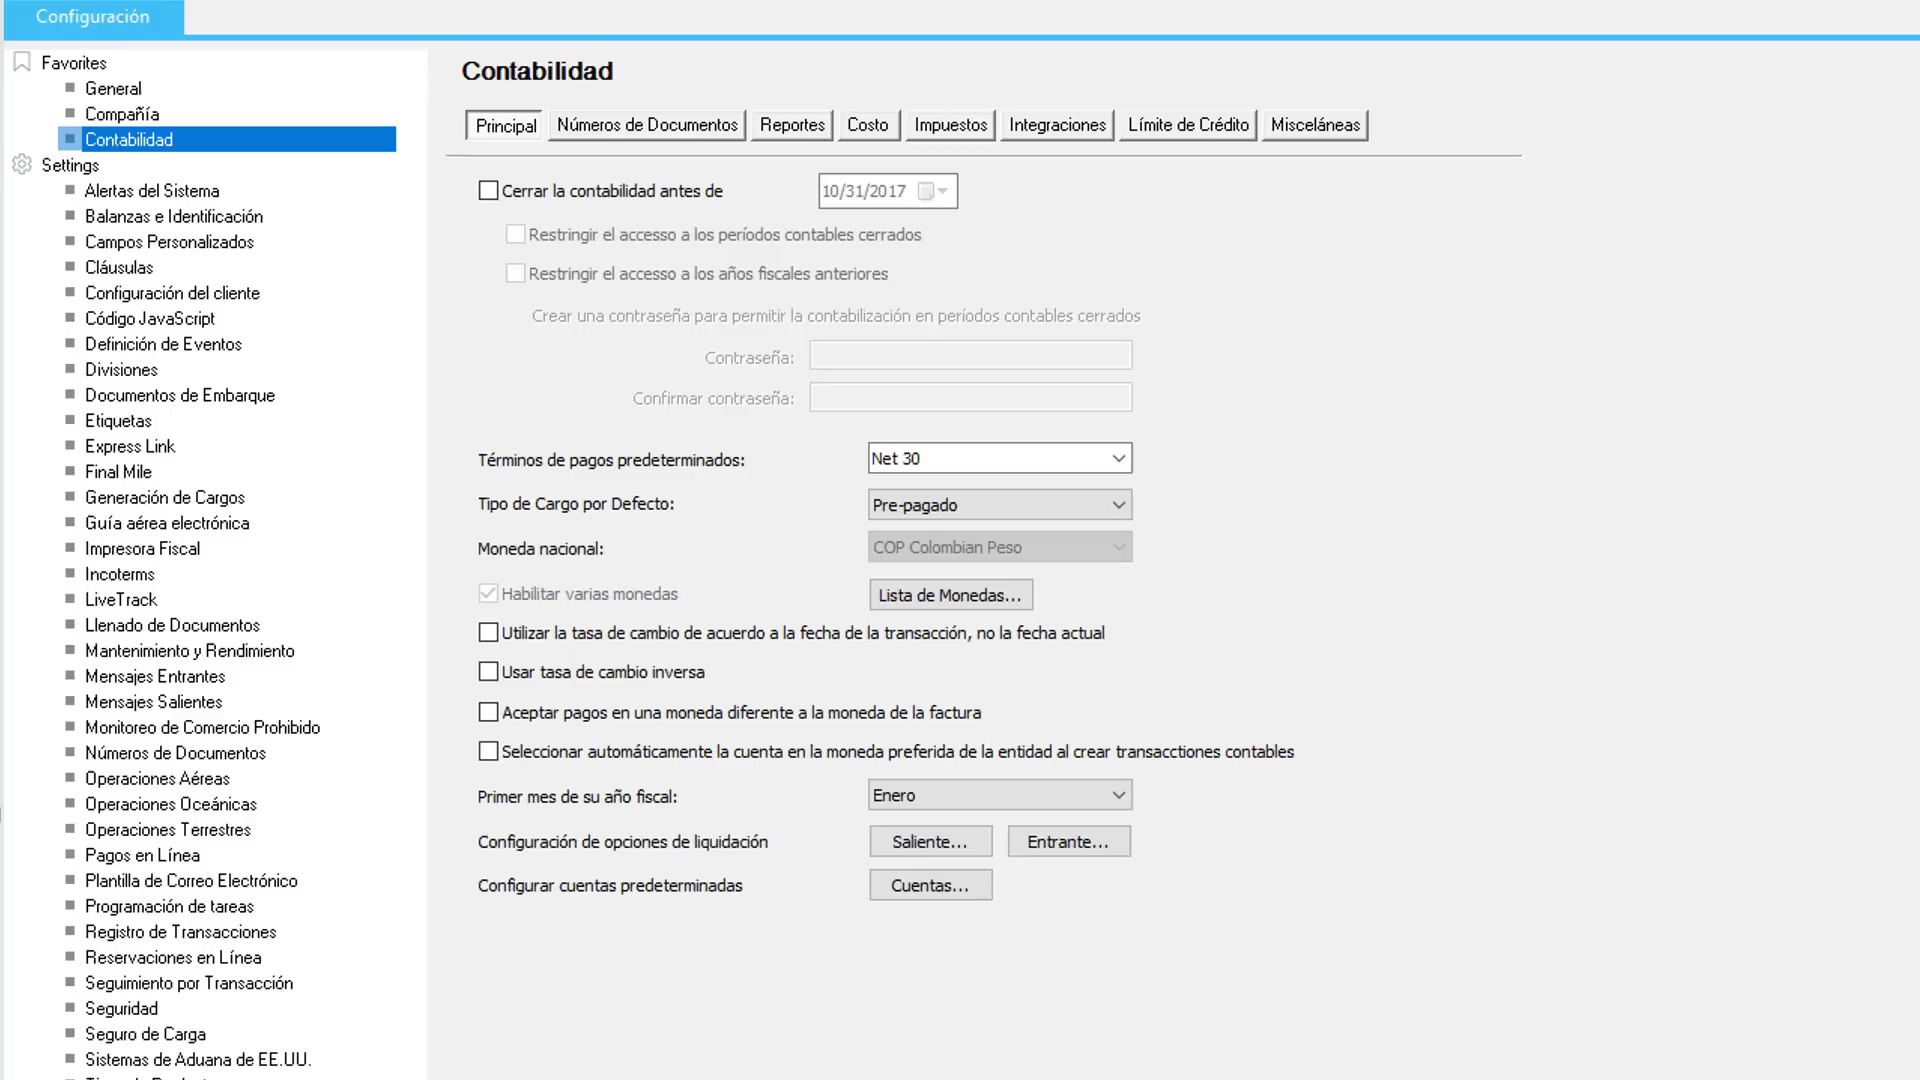 Configuración
Favorites
General
Compañía
Contabilidad
Settings
Alertas del Sistema
Balanzas e Identificación
Campos Personalizados
Cláusulas
Configuración del cliente
Código JavaScript
Definición de Eventos
Divisiones
Documentos de Embarque
Etiquetas
Express Link
Final Mile
Generación de Cargos
Guía aérea electrónica
Impresora Fiscal
Incoterms
LiveTrack
Llenado de Documentos
Mantenimiento y Rendimiento
Mensajes Entrantes
Mensajes Salientes
Monitoreo de Comercio Prohibido
Números de Documentos
Operaciones Aéreas
Operaciones Oceánicas
Operaciones Terrestres
Pagos en Línea
Plantilla de Correo Electrónico
Programación de tareas
Registro de Transacciones
Reservaciones en Línea
Seguimiento por Transacción
Seguridad
Seguro de Carga
Sistemas de Aduana de EE.UU.
Contabilidad
Principal Números de Documentos Reportes Costo Impuestos Integraciones Límite de Crédito Misceláneas
Cerrar la contabilidad antes de 10/31/2017
Restringir el acceso a los períodos contables cerrados
Restringir el acceso a los años fiscales anteriores
Crear una contraseña para permitir la contabilización en períodos contables cerrados
Contraseña:
Confirmar contraseña:
Términos de pagos predeterminados: Net 30
Tipo de Cargo por Defecto: Pre-pagado
Moneda nacional: COP Colombian Peso
Habilitar varias monedas Lista de Monedas...
Utilizar la tasa de cambio de acuerdo a la fecha de la transacción, no la fecha actual
Usar tasa de cambio inversa
Aceptar pagos en una moneda diferente a la moneda de la factura
Seleccionar automáticamente la cuenta en la moneda preferida de la entidad al crear transacctiones contables
Primer mes de su año fiscal: Enero
Configuración de opciones de liquidación Saliente... Entrante...
Configurar cuentas predeterminadas Cuentas...